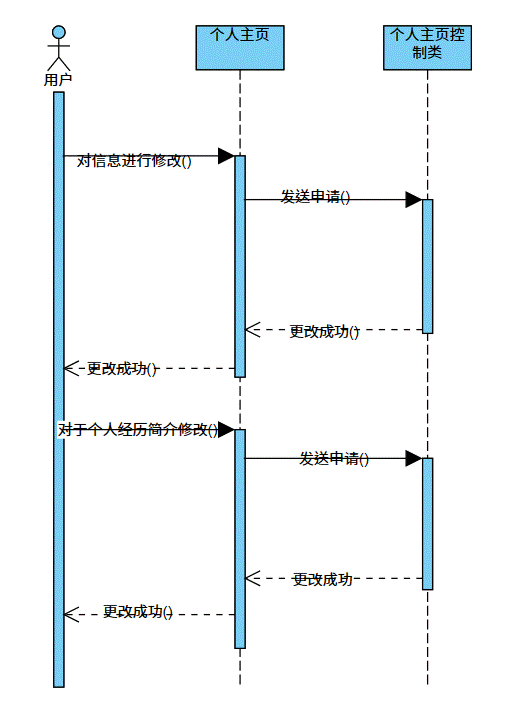 个人主页
个人主页控
制类
用户
对信息进行修改()
发送申请()
更改成功()
更改成功()
对于个人经历简介修改()
发送申请()
更改成功
更改成功()